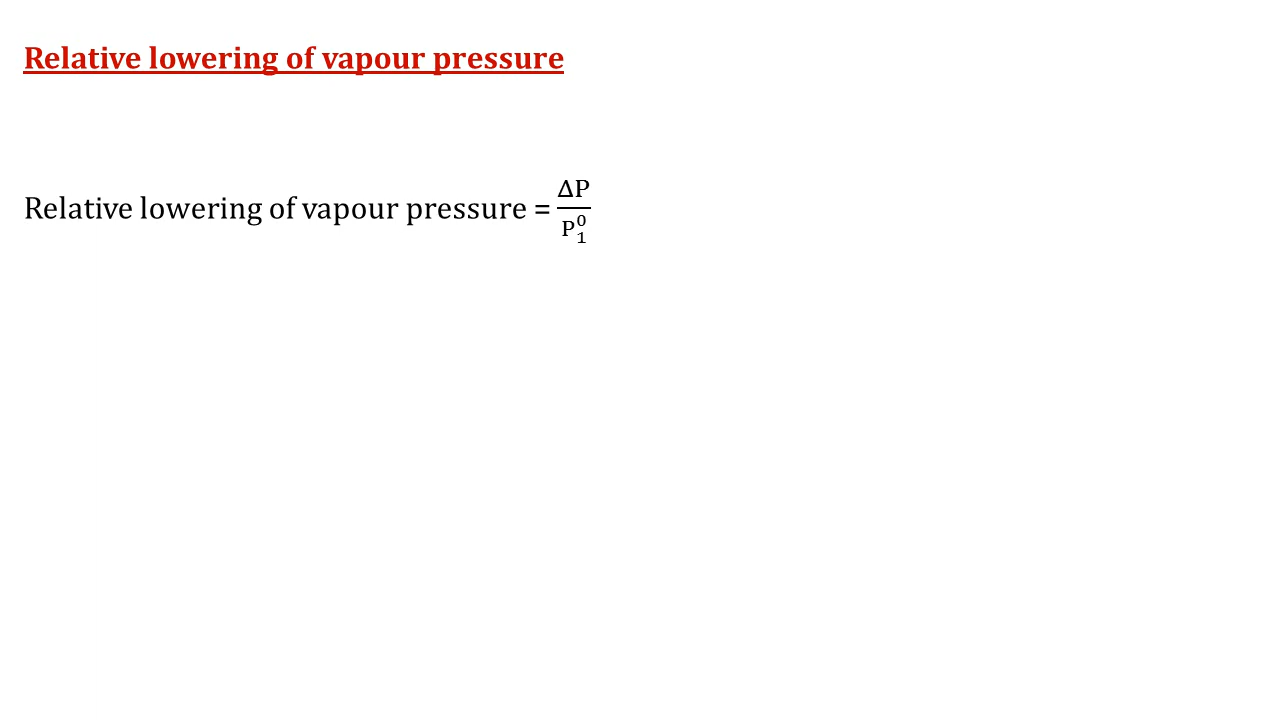 Relative lowering of vapour pressure
Relative lowering of vapour pressure = ΔP/P₁⁰